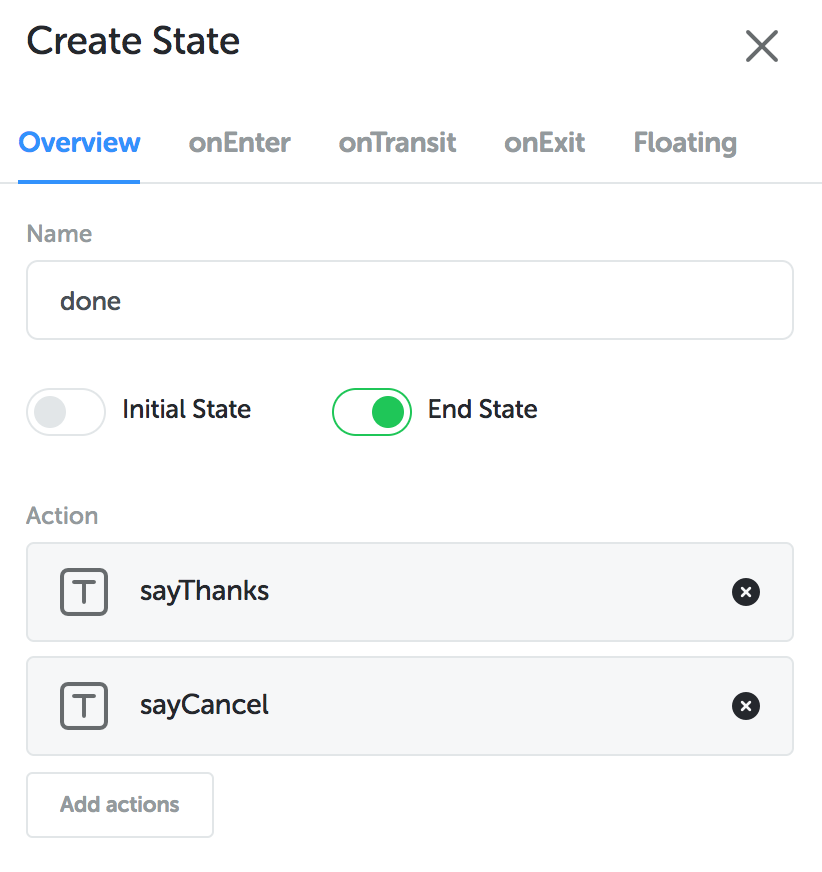 Create State
Overview onEnter onTransit onExit Floating
Name
done
Initial State End State
Action
T sayThanks
T sayCancel
Add actions